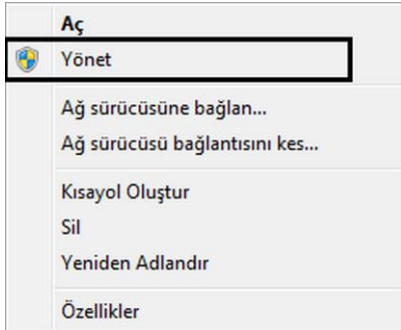 Aç
Yönet
Ağ sürücüsüne bağlan...
Ağ sürücüsü bağlantısını kes...
Kısayol Oluştur
Sil
Yeniden Adlandır
Özellikler